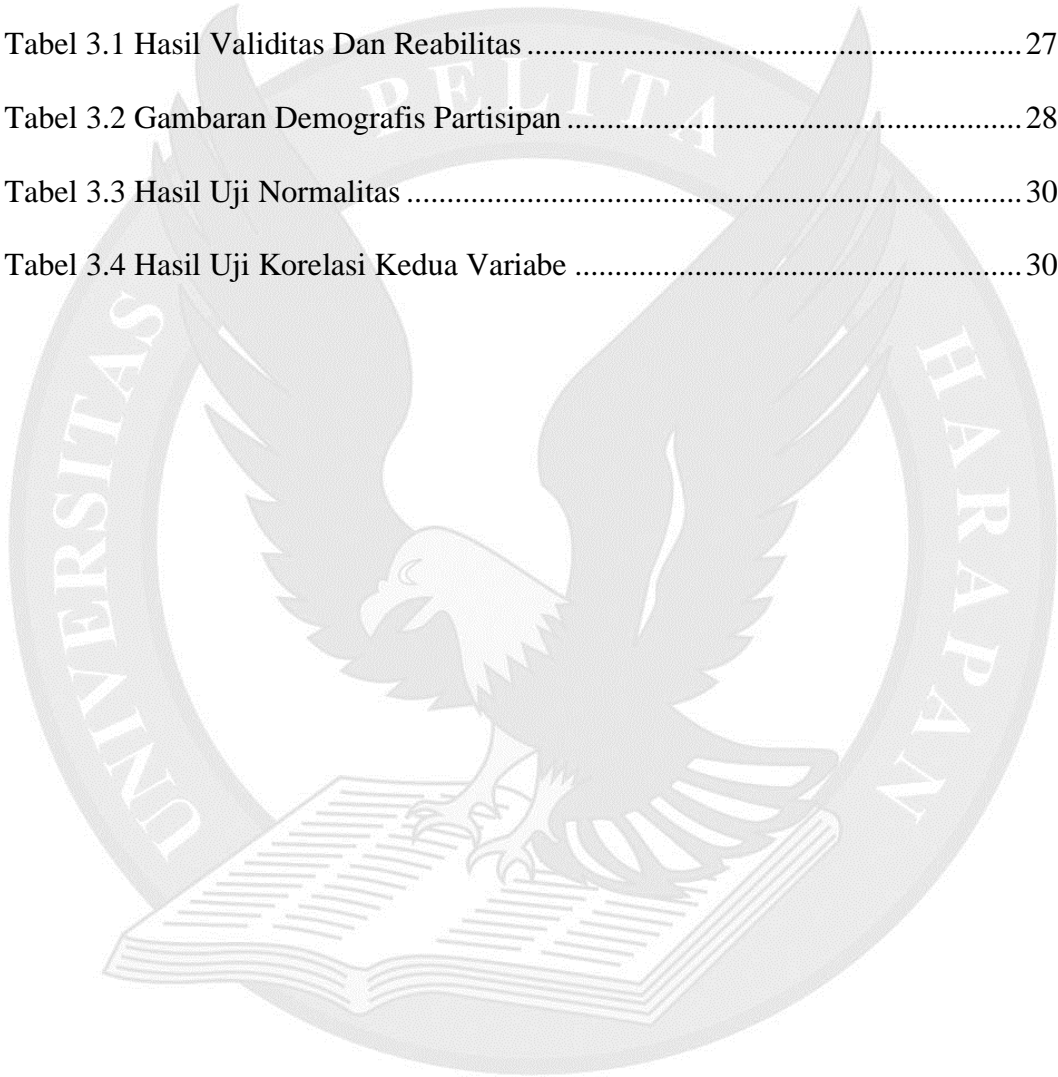 Tabel 3.1 Hasil Validitas Dan Reabilitas ................................................................ 27
Tabel 3.2 Gambaran Demografis Partisipan ........................................................... 28
Tabel 3.3 Hasil Uji Normalitas ................................................................................ 30
Tabel 3.4 Hasil Uji Korelasi Kedua Variabe .......................................................... 30
UNIVERSITAS PELITA HARAPAN